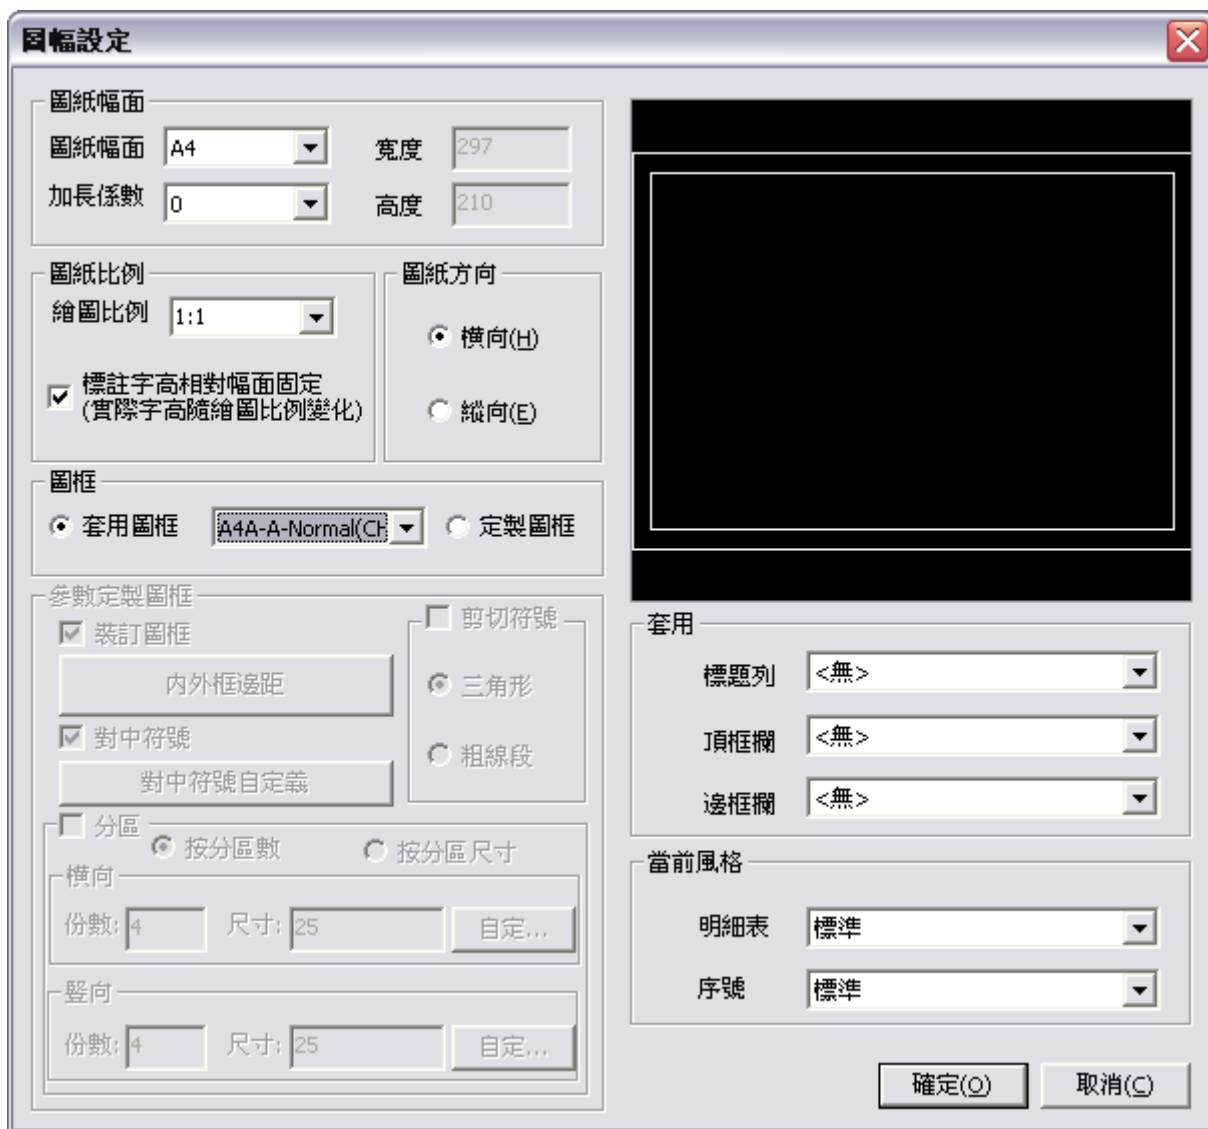 圖幅設定
圖紙幅面
圖紙幅面 A4 寬度 297
加長係數 0 高度 210
圖紙比例
繪圖比例 1:1
標註字高相對幅面固定
(實際字高隨繪圖比例變化)
圖紙方向
橫向(H)
縱向(E)
圖框
套用圖框 A4A-A-Normal(CH 定製圖框
參數定製圖框
裝訂圖框
內外框邊距
對中符號
對中符號自定義
剪切符號
三角形
粗線段
分區
按分區數 按分區尺寸
橫向
份數: 4 尺寸: 25 自定...
豎向
份數: 4 尺寸: 25 自定...
套用
標題列 <無>
頂框欄 <無>
邊框欄 <無>
當前風格
明細表 標準
序號 標準
確定(O) 取消(C)